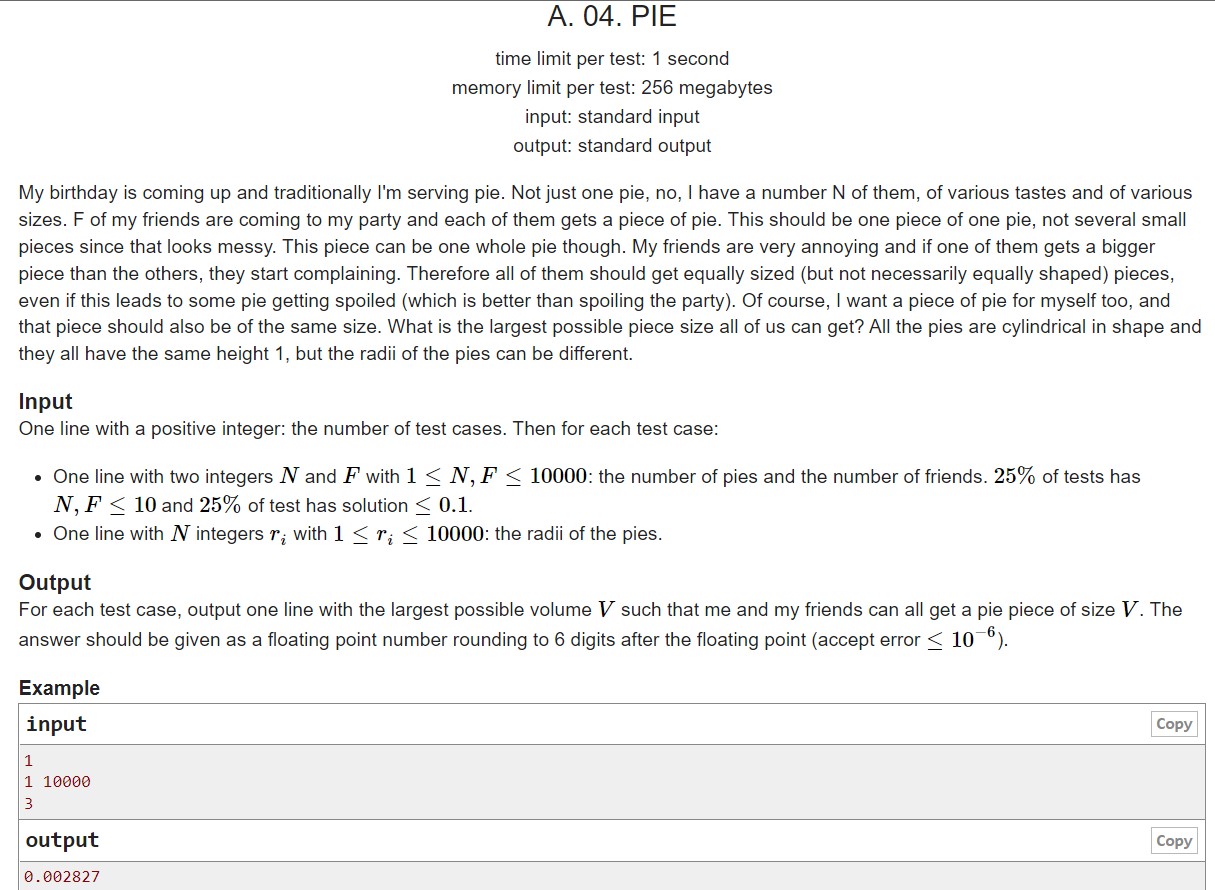 A. 04. PIE
time limit per test: 1 second
memory limit per test: 256 megabytes
input: standard input
output: standard output
My birthday is coming up and traditionally I'm serving pie. Not just one pie, no, I have a number N of them, of various tastes and of various
sizes. F of my friends are coming to my party and each of them gets a piece of pie. This should be one piece of one pie, not several small
pieces since that looks messy. This piece can be one whole pie though. My friends are very annoying and if one of them gets a bigger
piece than the others, they start complaining. Therefore all of them should get equally sized (but not necessarily equally shaped) pieces,
even if this leads to some pie getting spoiled (which is better than spoiling the party). Of course, I want a piece of pie for myself too, and
that piece should also be of the same size. What is the largest possible piece size all of us can get? All the pies are cylindrical in shape and
they all have the same height 1, but the radii of the pies can be different.
Input
One line with a positive integer: the number of test cases. Then for each test case:
• One line with two integers N and F with 1 ≤ N, F ≤ 10000: the number of pies and the number of friends. 25% of tests has
N, F ≤ 10 and 25% of test has solution ≤ 0.1.
• One line with N integers r_i with 1 ≤ r_i ≤ 10000: the radii of the pies.
Output
For each test case, output one line with the largest possible volume V such that me and my friends can all get a pie piece of size V. The
answer should be given as a floating point number rounding to 6 digits after the floating point (accept error ≤ 10⁻⁶).
Example
input
Copy
1
1 10000
3
output
Copy
0.002827